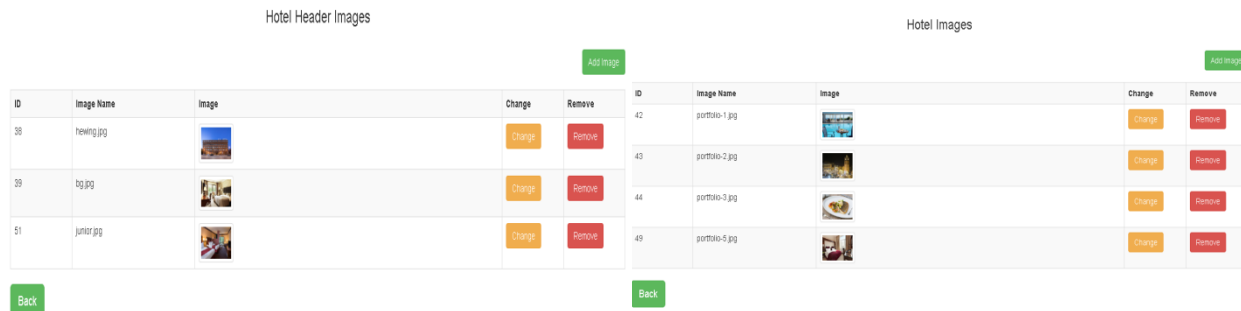 Hotel Header Images
Add Image
ID Image Name Image Change Remove
38 hewing.jpg Change Remove
39 bg.jpg Change Remove
51 junior.jpg Change Remove
Back
Hotel Images
Add Image
ID Image Name Image Change Remove
42 portfolio-1.jpg Change Remove
43 portfolio-2.jpg Change Remove
44 portfolio-3.jpg Change Remove
49 portfolio-5.jpg Change Remove
Back